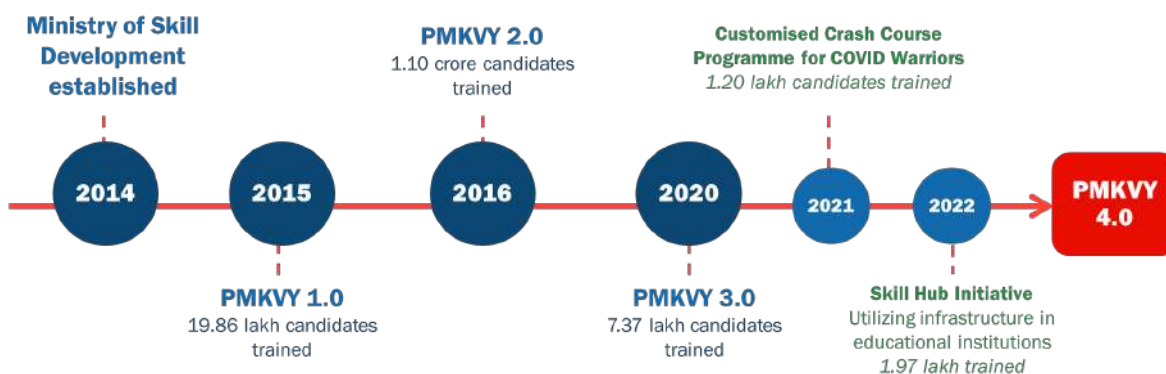 Ministry of Skill
Development
established
PMKVY 2.0
1.10 crore candidates
trained
Customised Crash Course
Programme for COVID Warriors
1.20 lakh candidates trained
2014
2015
2016
2020
2021
2022
PMKVY
4.0
PMKVY 1.0
19.86 lakh candidates
trained
PMKVY 3.0
7.37 lakh candidates
trained
Skill Hub Initiative
Utilizing infrastructure in
educational institutions
1.97 lakh trained